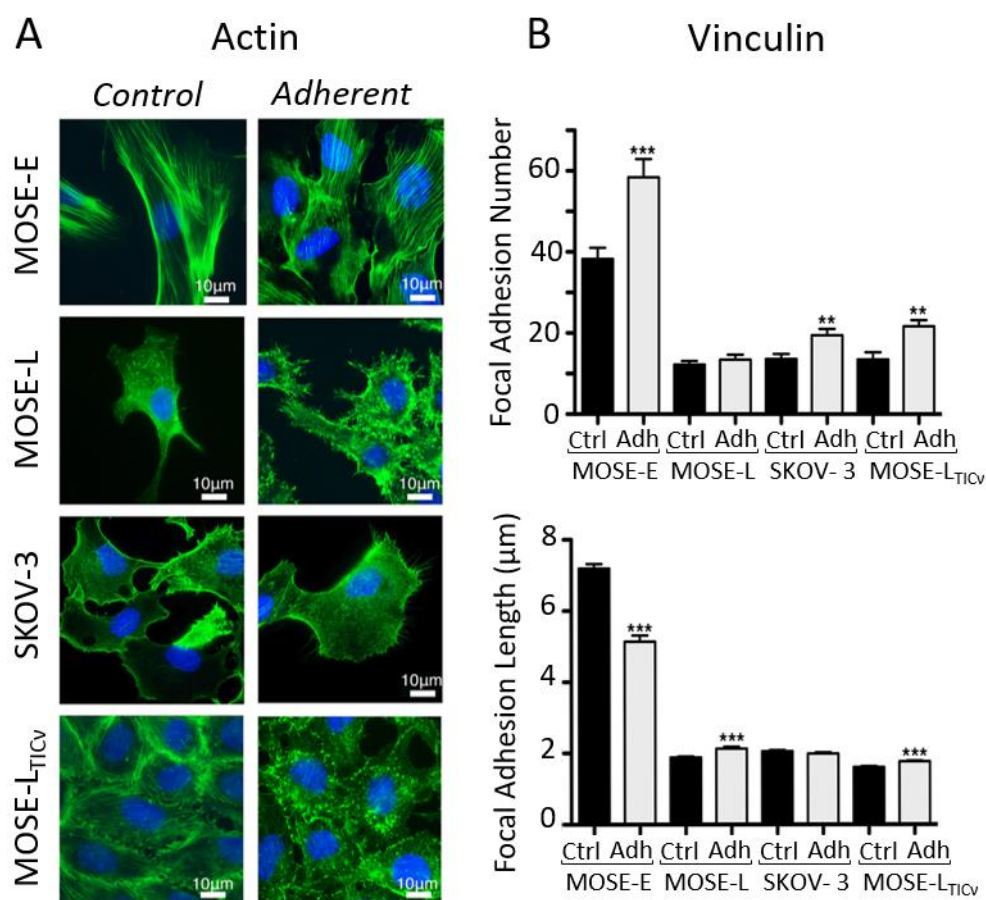 A
Actin
Control Adherent
MOSE-E
10µm
10µm
MOSE-L
10µm
10µm
SKOV-3
10µm
MOSE-LTICv
10µm
10µm
B
Vinculin
Focal Adhesion Number
60
40
20
0
***
**
**
Ctrl Adh Ctrl Adh Ctrl Adh Ctrl Adh
MOSE-E MOSE-L SKOV- 3 MOSE-LTICv
Focal Adhesion Length (µm)
8
6
4
2
0
***
***
***
Ctrl Adh Ctrl Adh Ctrl Adh Ctrl Adh
MOSE-E MOSE-L SKOV- 3 MOSE-LTICv